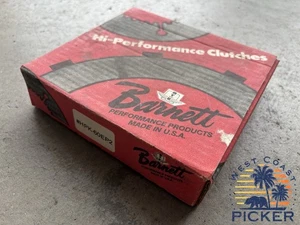 Hi-Performance Clutches
Barnett
PERFORMANCE PRODUCTS
MADE IN U.S.A.
Barnett
WEST COAST
PICKER